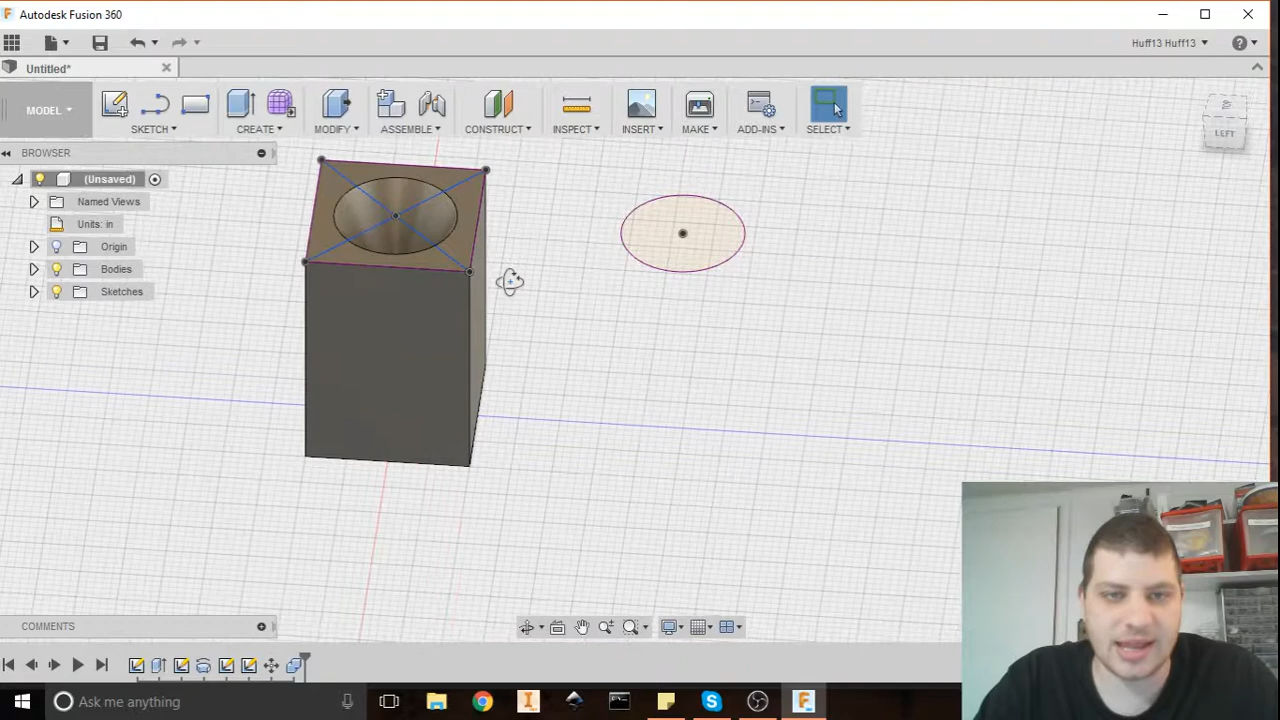 Autodesk Fusion 360
Huff13 Huff13
Untitled*
MODEL
SKETCH
CREATE
MODIFY
ASSEMBLE
CONSTRUCT
INSPECT
INSERT
MAKE
ADD-INS
SELECT
LEFT
BROWSER
(Unsaved)
Named Views
Units: in
Origin
Bodies
Sketches
COMMENTS
Ask me anything